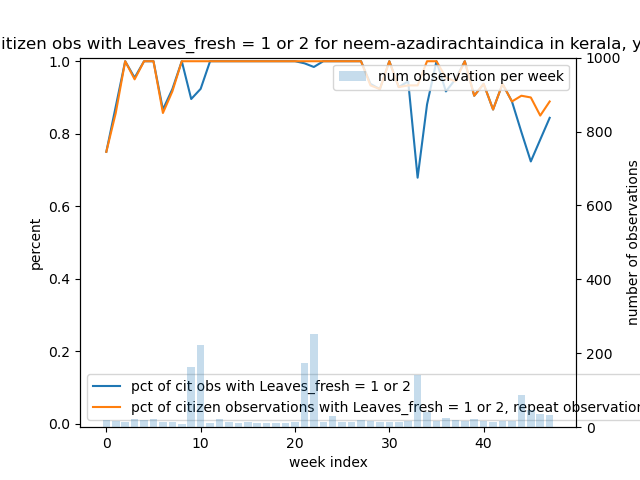 itizen obs with Leaves_fresh = 1 or 2 for neem-azadirachtaindica in kerala, y
num observation per week
1.0
0.8
0.6
0.4
0.2
0.0
percent
1000
800
600
400
200
0
number of observations
pct of cit obs with Leaves_fresh = 1 or 2
pct of citizen observations with Leaves_fresh = 1 or 2, repeat observation
0
10
20
30
40
week index